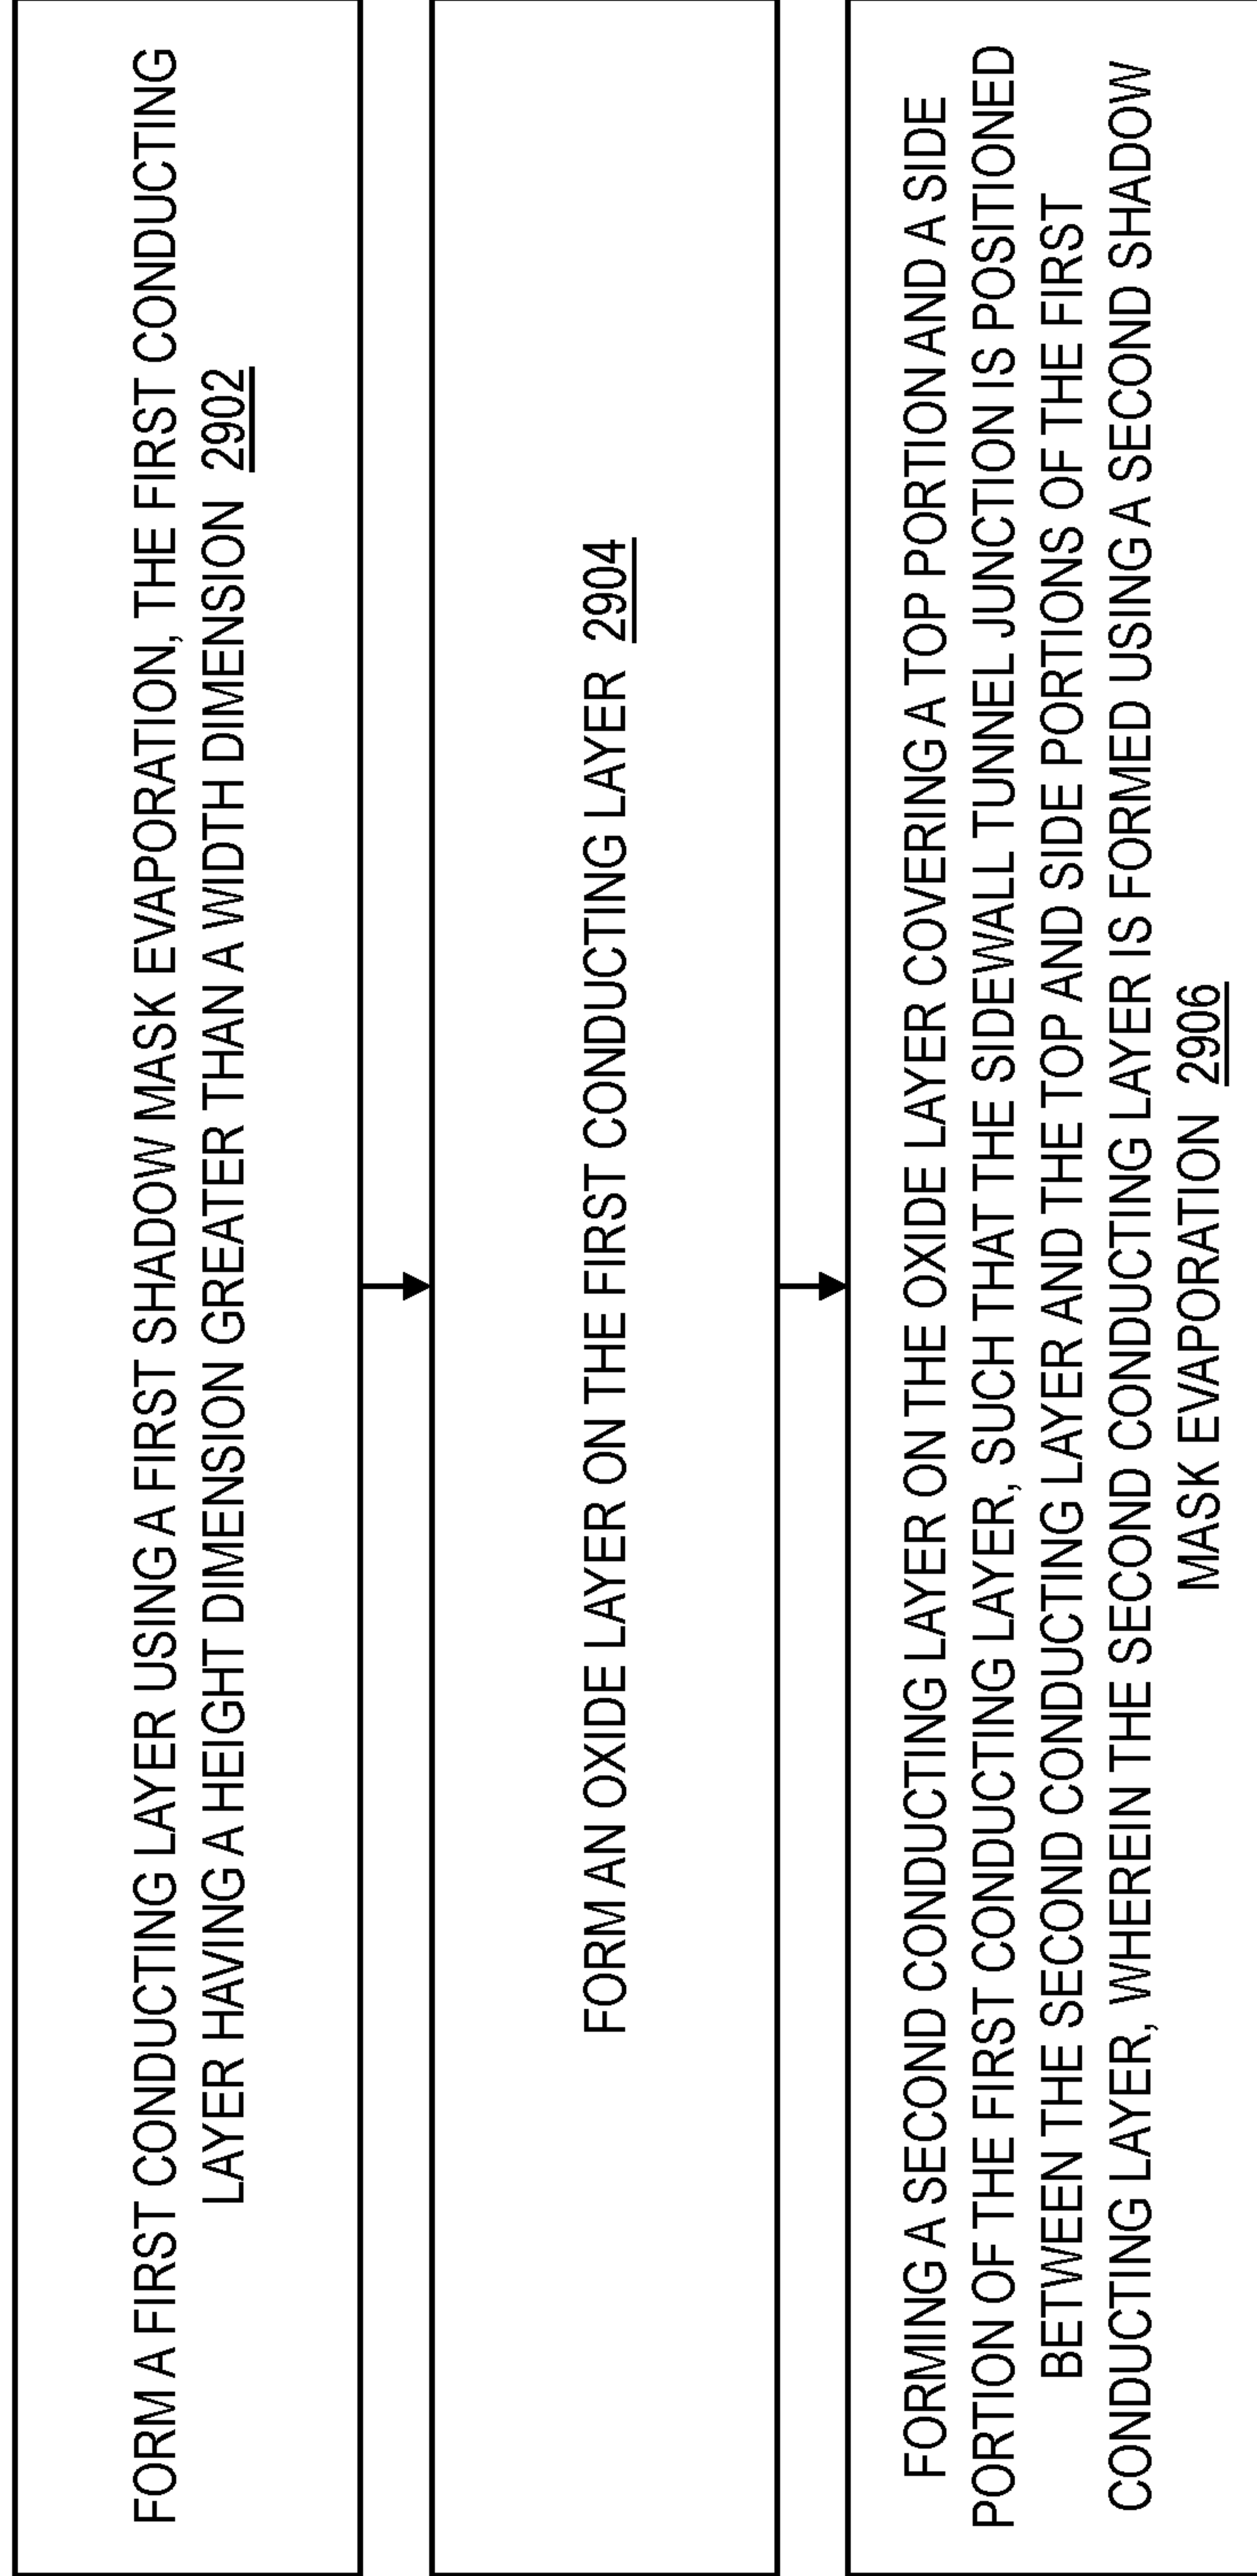 FORM A FIRST CONDUCTING LAYER USING A FIRST SHADOW MASK EVAPORATION, THE FIRST CONDUCTING
LAYER HAVING A HEIGHT DIMENSION GREATER THAN A WIDTH DIMENSION 2902
FORM AN OXIDE LAYER ON THE FIRST CONDUCTING LAYER 2904
FORMING A SECOND CONDUCTING LAYER ON THE OXIDE LAYER COVERING A TOP PORTION AND A SIDE
PORTION OF THE FIRST CONDUCTING LAYER, SUCH THAT THE SIDEWALL TUNNEL JUNCTION IS POSITIONED
BETWEEN THE SECOND CONDUCTING LAYER AND THE TOP AND SIDE PORTIONS OF THE FIRST
CONDUCTING LAYER, WHEREIN THE SECOND CONDUCTING LAYER IS FORMED USING A SECOND SHADOW
MASK EVAPORATION 2906